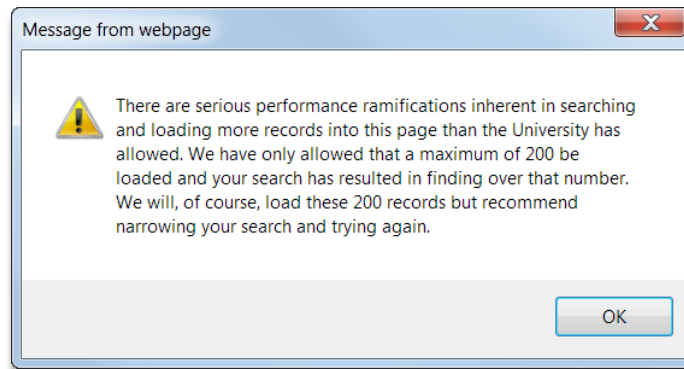 Message from webpage
There are serious performance ramifications inherent in searching
and loading more records into this page than the University has
allowed. We have only allowed that a maximum of 200 be
loaded and your search has resulted in finding over that number.
We will, of course, load these 200 records but recommend
narrowing your search and trying again.
OK